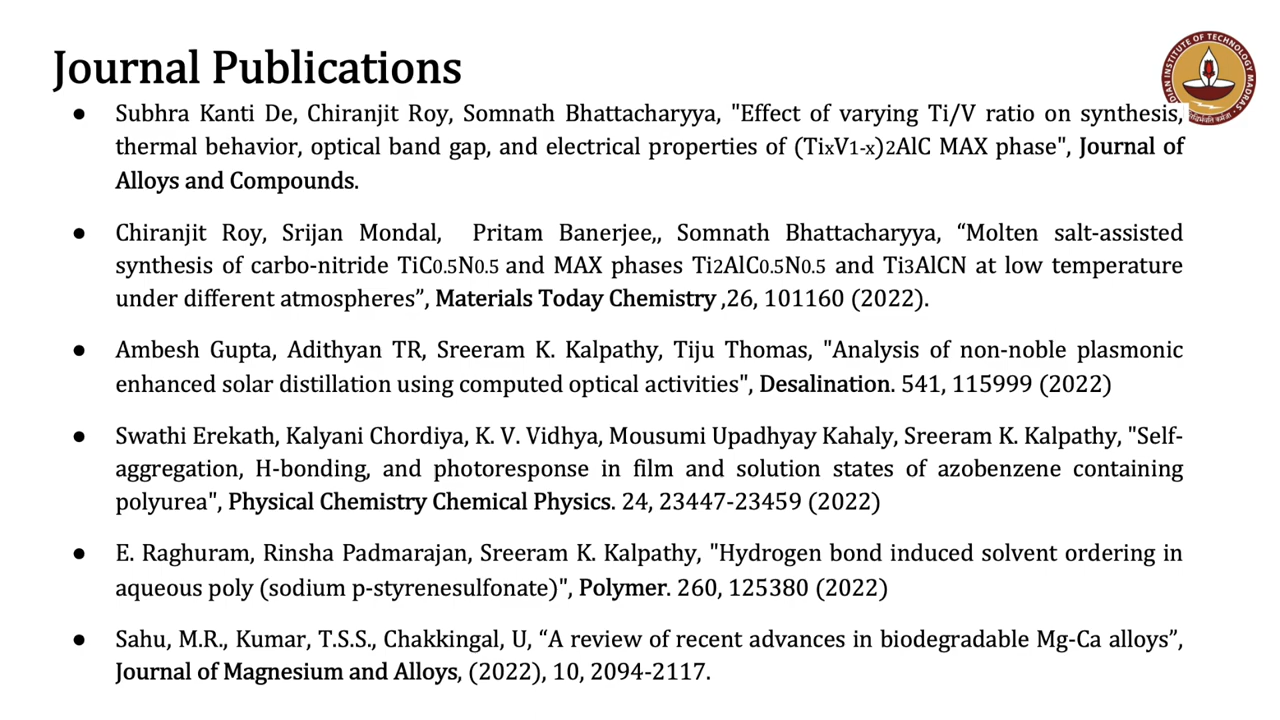 Journal Publications
INDIAN INSTITUTE OF TECHNOLOGY MADRAS
● Subhra Kanti De, Chiranjit Roy, Somnath Bhattacharyya, "Effect of varying Ti/V ratio on synthesis,
thermal behavior, optical band gap, and electrical properties of (TixV1-x)2AlC MAX phase", Journal of
Alloys and Compounds.
● Chiranjit Roy, Srijan Mondal, Pritam Banerjee,, Somnath Bhattacharyya, “Molten salt-assisted
synthesis of carbo-nitride TiC0.5N0.5 and MAX phases Ti2AlC0.5N0.5 and Ti3AlCN at low temperature
under different atmospheres”, Materials Today Chemistry ,26, 101160 (2022).
● Ambesh Gupta, Adithyan TR, Sreeram K. Kalpathy, Tiju Thomas, "Analysis of non-noble plasmonic
enhanced solar distillation using computed optical activities", Desalination. 541, 115999 (2022)
● Swathi Erekath, Kalyani Chordiya, K. V. Vidhya, Mousumi Upadhyay Kahaly, Sreeram K. Kalpathy, "Self-
aggregation, H-bonding, and photoresponse in film and solution states of azobenzene containing
polyurea", Physical Chemistry Chemical Physics. 24, 23447-23459 (2022)
● E. Raghuram, Rinsha Padmarajan, Sreeram K. Kalpathy, "Hydrogen bond induced solvent ordering in
aqueous poly (sodium p-styrenesulfonate)", Polymer. 260, 125380 (2022)
● Sahu, M.R., Kumar, T.S.S., Chakkingal, U, “A review of recent advances in biodegradable Mg-Ca alloys”,
Journal of Magnesium and Alloys, (2022), 10, 2094-2117.